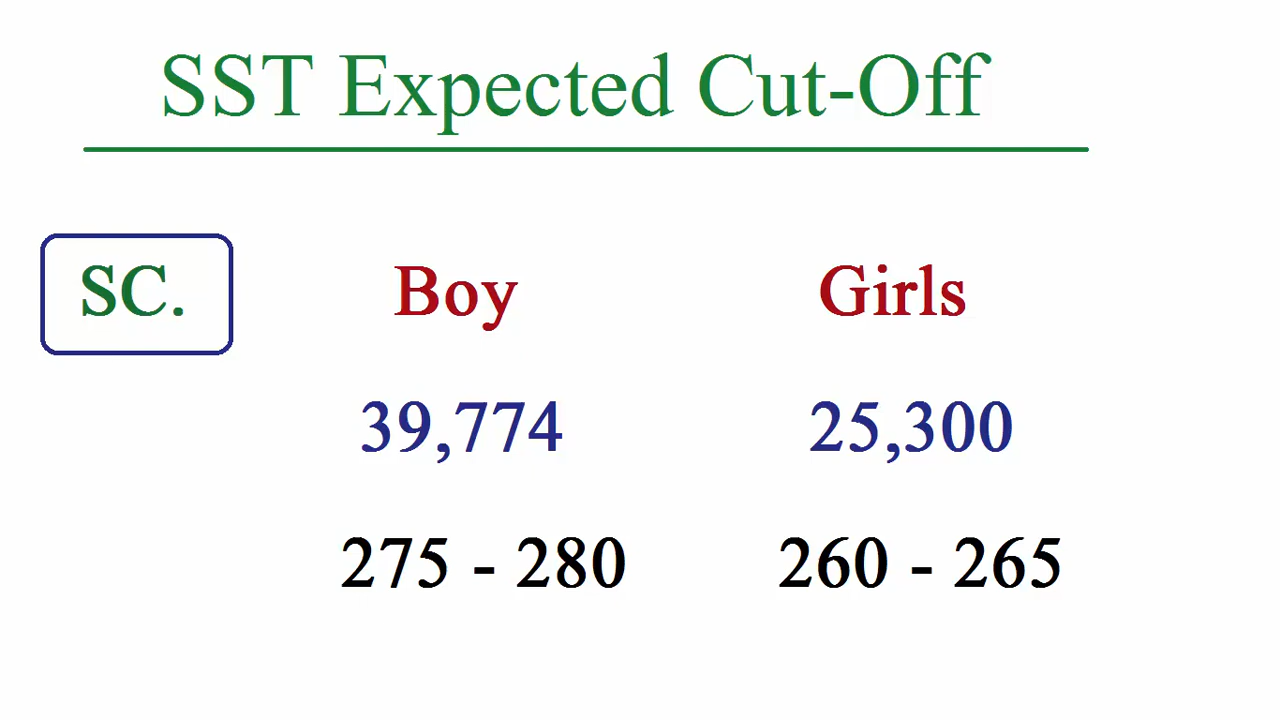 SST Expected Cut-Off
SC. Boy Girls
39,774 25,300
275 - 280 260 - 265